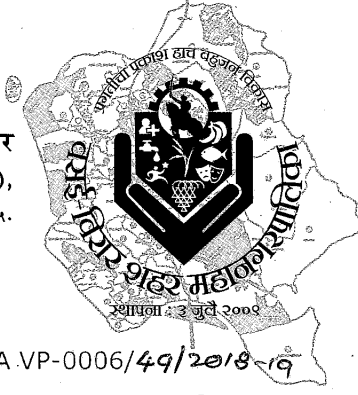 प्रगतीचा प्रकाश हाच बहुजन विकास
र
),
.
वसई-विरार शहर महानगरपालिका
स्थापना : ३ जुलै २००९
A.VP-0006/49/2018-19